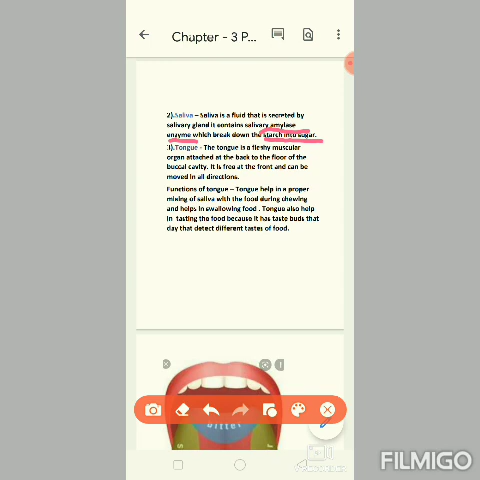 Chapter - 3 P...
2).Saliva – Saliva is a fluid that is secreted by
salivary gland it contains salivary amylase
enzyme which break down the starch into sugar.
3).Tongue - The tongue is a fleshy muscular
organ attached at the back to the floor of the
buccal cavity. It is free at the front and can be
moved in all directions.
Functions of tongue – Tongue help in a proper
mixing of saliva with the food during chewing
and helps in swallowing food . Tongue also help
in tasting the food because it has taste buds that
day that detect different tastes of food.
bitter
FILMIGO